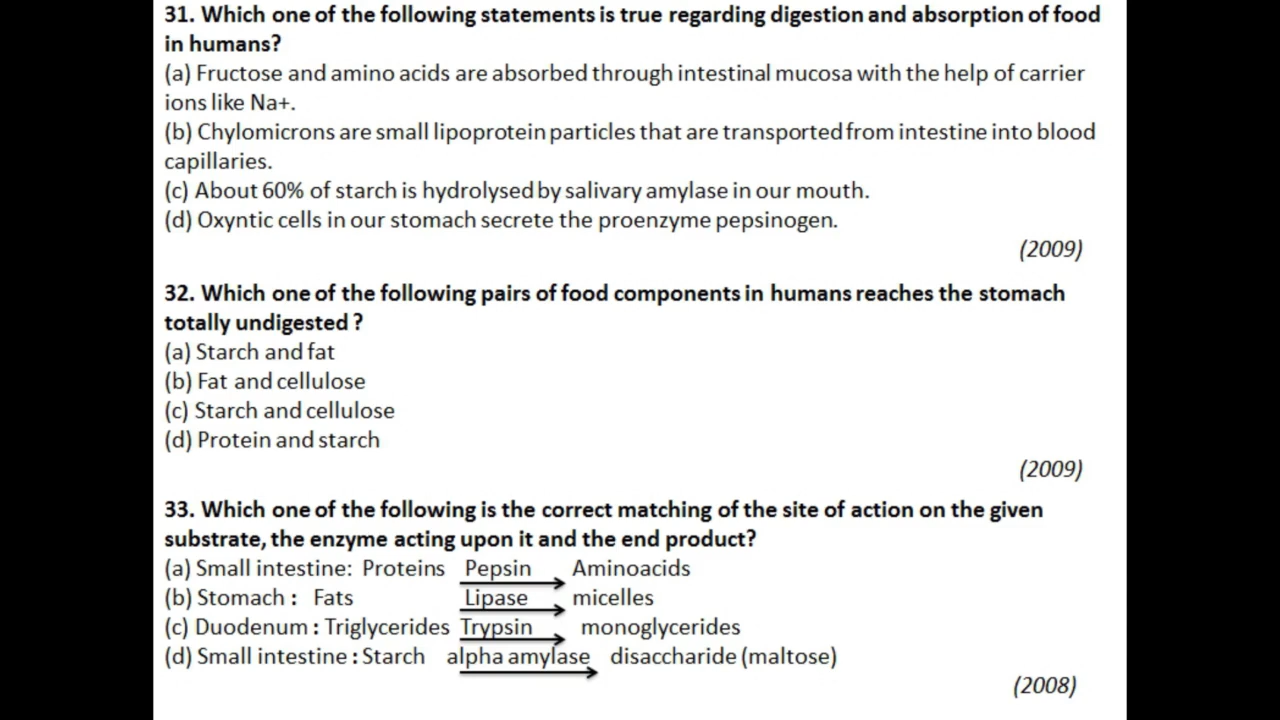 31. Which one of the following statements is true regarding digestion and absorption of food
in humans?
(a) Fructose and amino acids are absorbed through intestinal mucosa with the help of carrier
ions like Na+.
(b) Chylomicrons are small lipoprotein particles that are transported from intestine into blood
capillaries.
(c) About 60% of starch is hydrolysed by salivary amylase in our mouth.
(d) Oxyntic cells in our stomach secrete the proenzyme pepsinogen.
(2009)
32. Which one of the following pairs of food components in humans reaches the stomach
totally undigested ?
(a) Starch and fat
(b) Fat and cellulose
(c) Starch and cellulose
(d) Protein and starch
(2009)
33. Which one of the following is the correct matching of the site of action on the given
substrate, the enzyme acting upon it and the end product?
(a) Small intestine: Proteins Pepsin Aminoacids
(b) Stomach : Fats Lipase micelles
(c) Duodenum : Triglycerides Trypsin monoglycerides
(d) Small intestine : Starch alpha amylase disaccharide (maltose)
(2008)